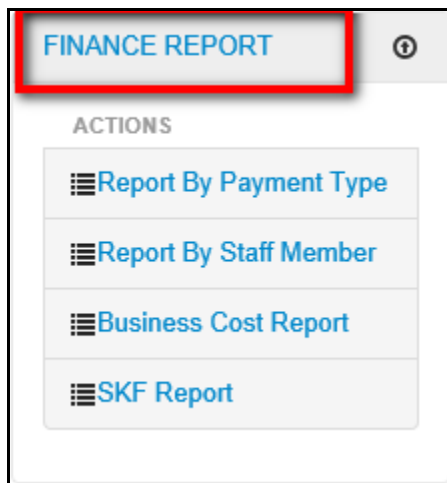 FINANCE REPORT
ACTIONS
Report By Payment Type
Report By Staff Member
Business Cost Report
SKF Report